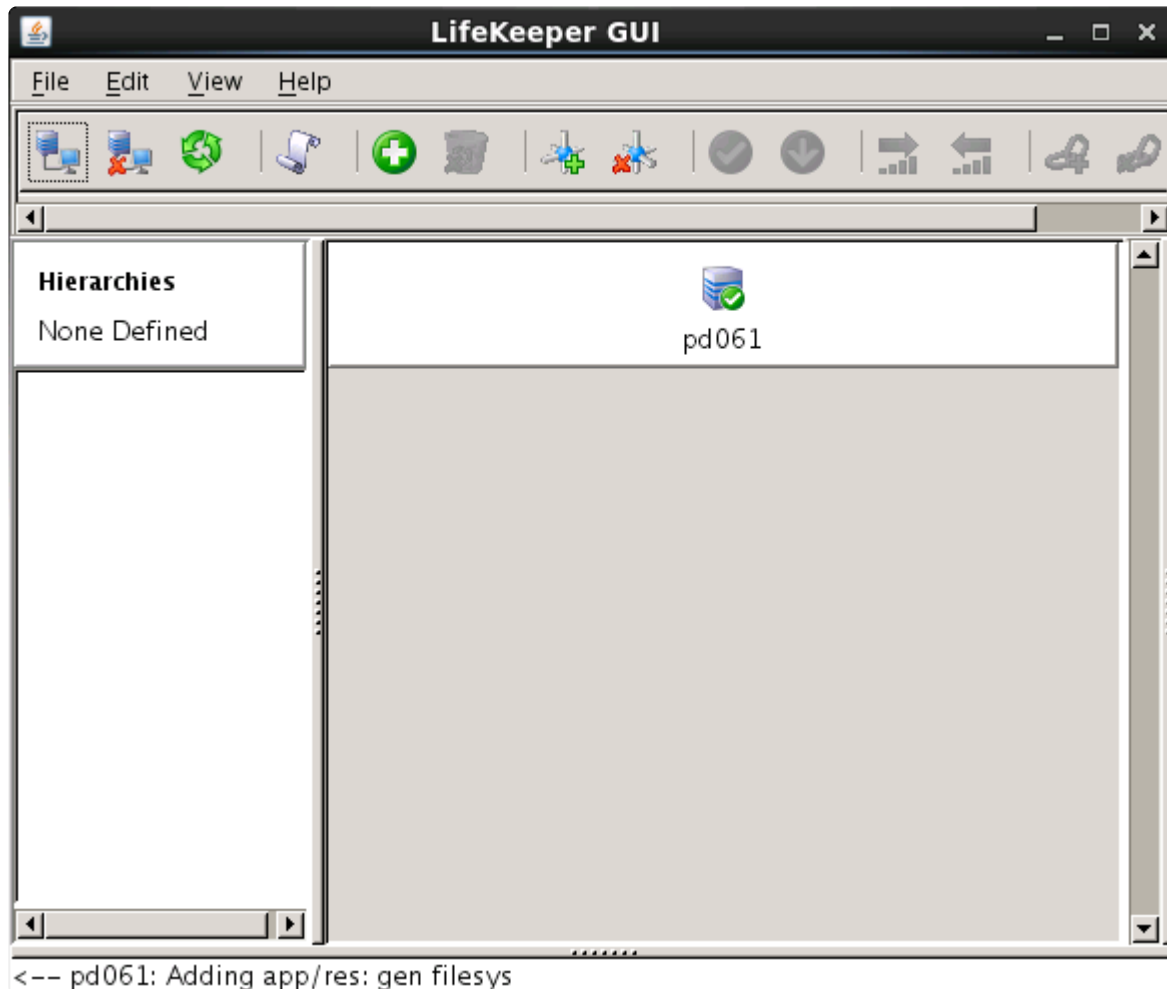 LifeKeeper GUI
File Edit View Help
Hierarchies
None Defined
pd061
<-- pd061: Adding app/res: gen filesys